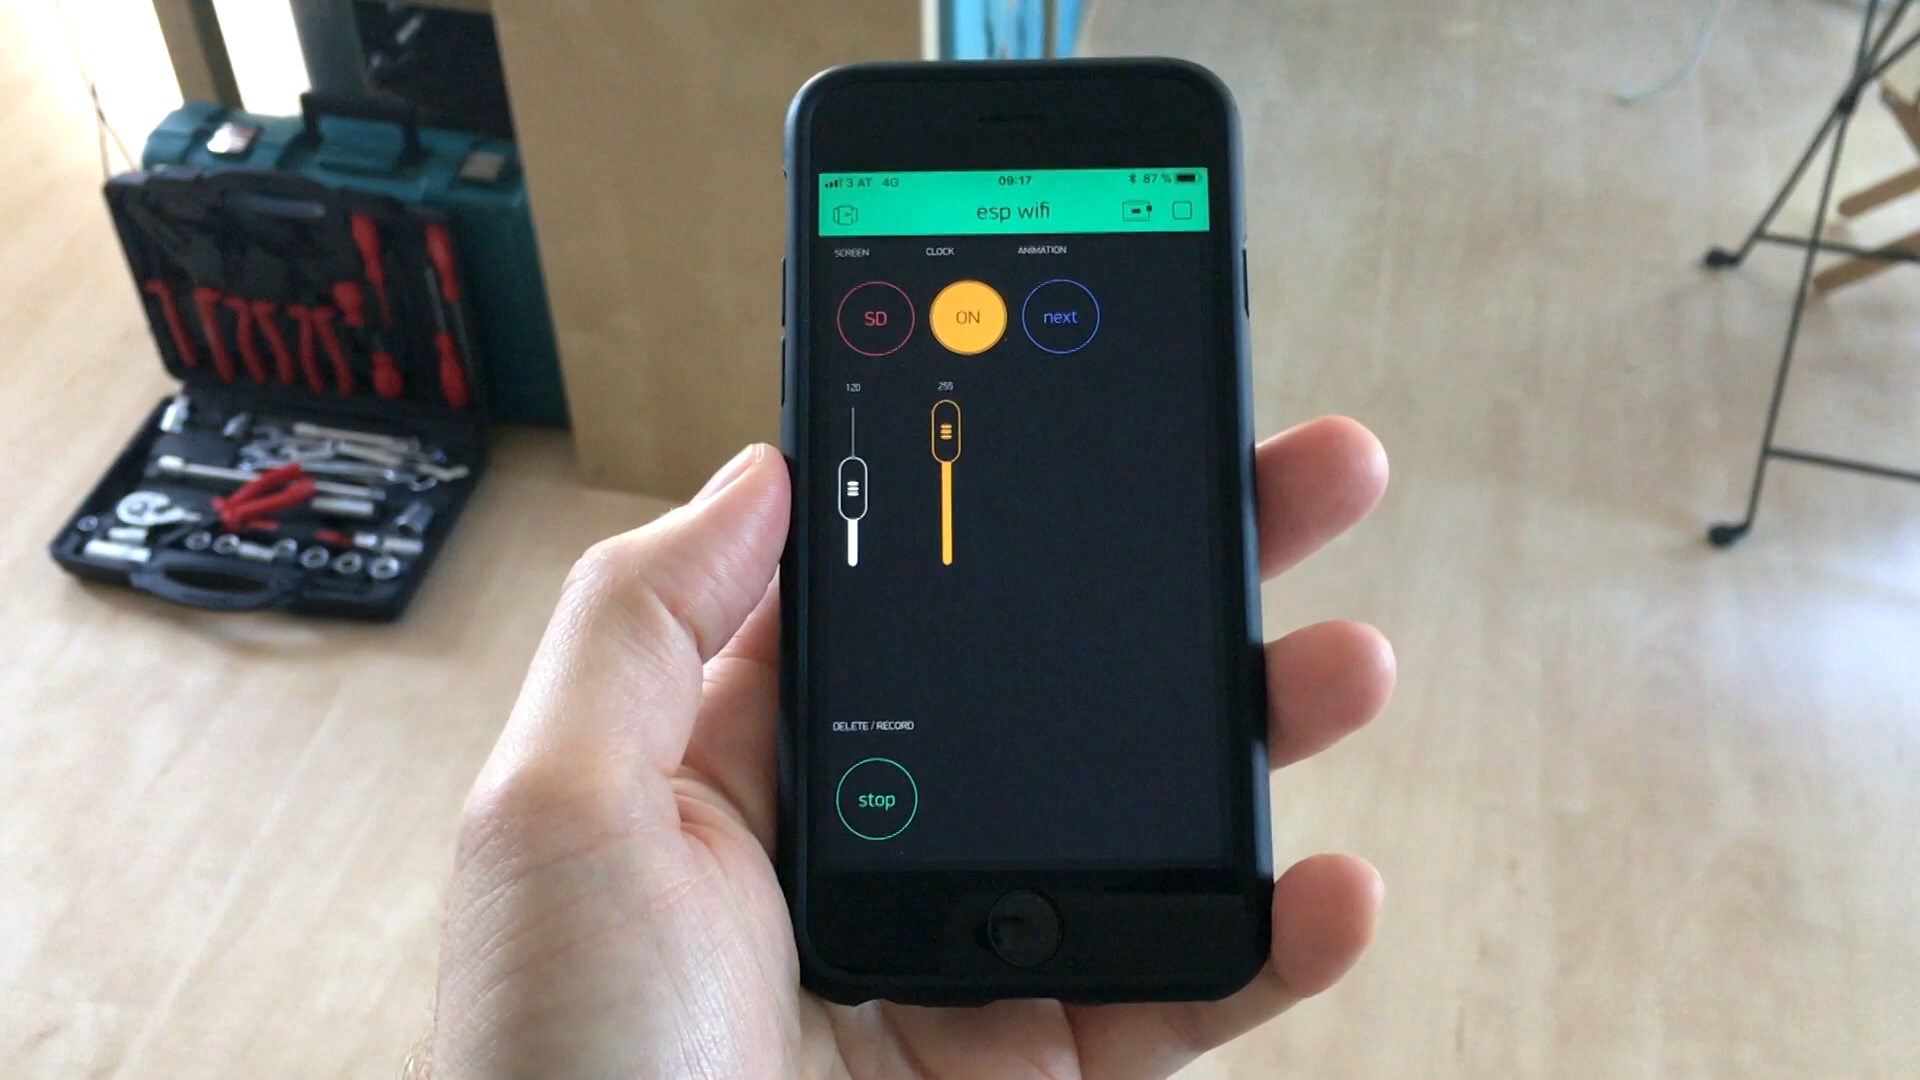 3 AT 4G 09:17 87 %
esp wifi
SCREEN CLOCK ANIMATION
SD ON next
120 255
DELETE / RECORD
stop